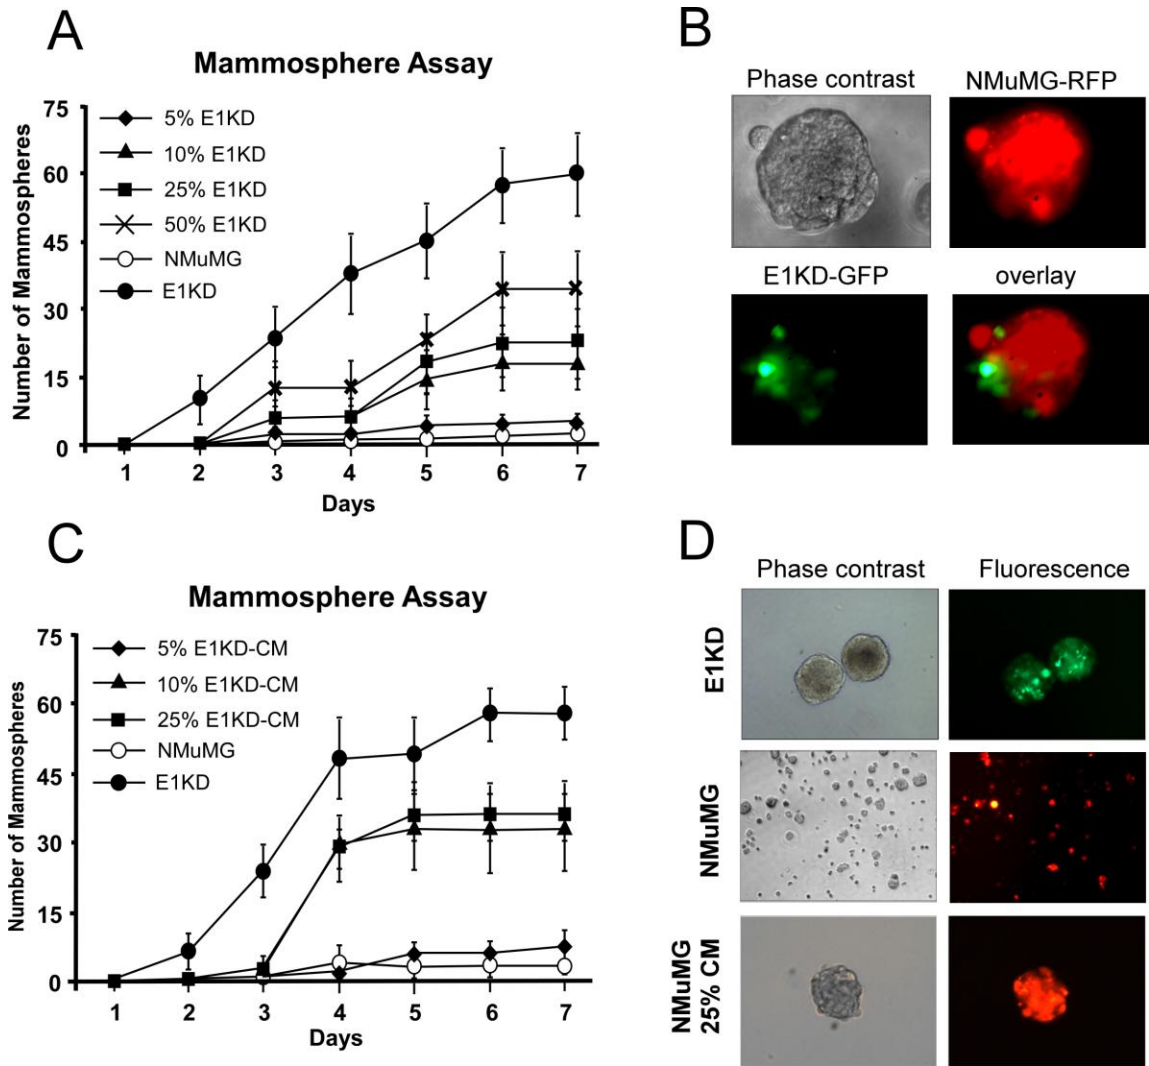 A
Mammosphere Assay
Number of Mammospheres
75
60
45
30
15
0
5% E1KD
10% E1KD
25% E1KD
50% E1KD
NMuMG
E1KD
1 2 3 4 5 6 7
Days
B
Phase contrast NMuMG-RFP
E1KD-GFP overlay
C
Mammosphere Assay
Number of Mammospheres
75
60
45
30
15
0
5% E1KD-CM
10% E1KD-CM
25% E1KD-CM
NMuMG
E1KD
1 2 3 4 5 6 7
Days
D
Phase contrast Fluorescence
E1KD
NMuMG
NMuMG
25% CM